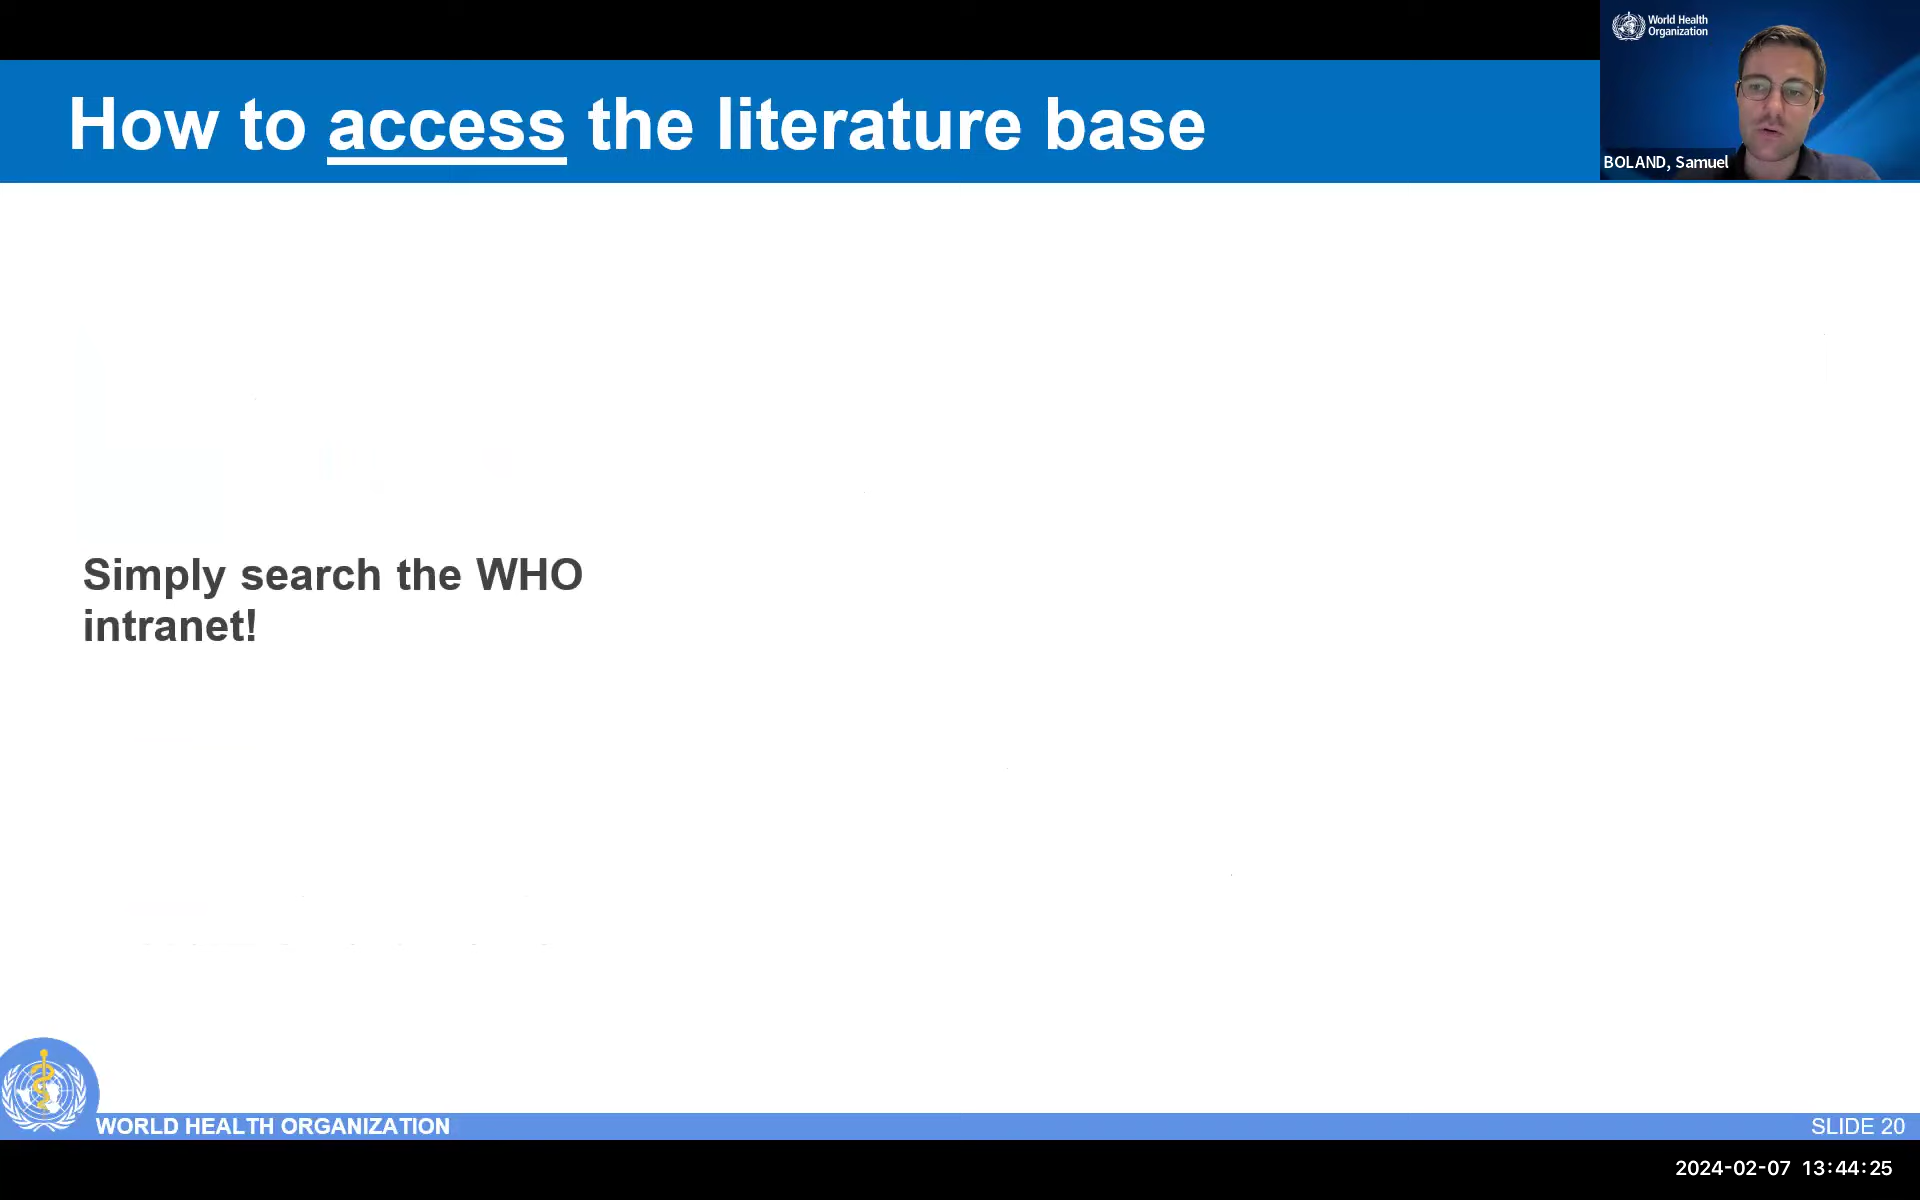 World Health
Organization
How to access the literature base
BOLAND, Samuel
Simply search the WHO
intranet!
WORLD HEALTH ORGANIZATION
SLIDE 20
2024-02-07 13:44:25